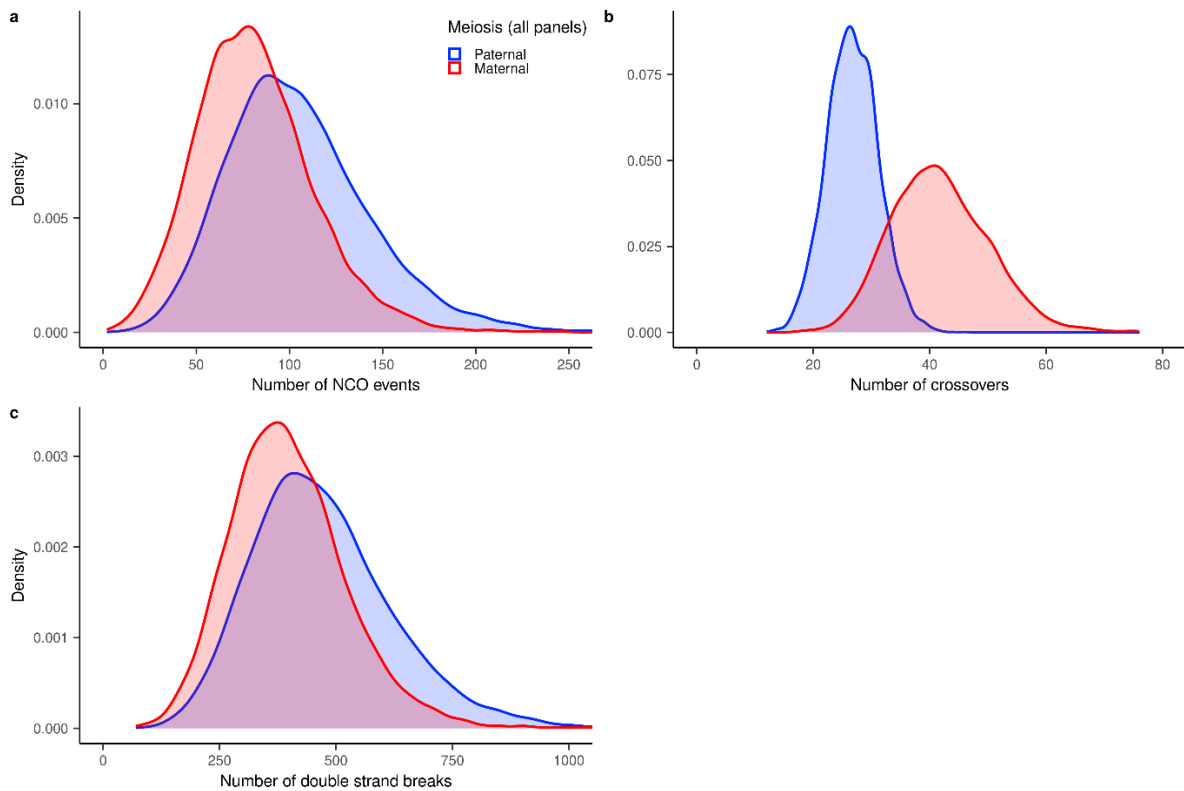 a
Meiosis (all panels)
Paternal
Maternal
0.010
0.005
0.000
Density
0
50
100
150
200
250
Number of NCO events
b
0.075
0.050
0.025
0.000
0
20
40
60
80
Number of crossovers
c
0.003
0.002
0.001
0.000
Density
0
250
500
750
1000
Number of double strand breaks